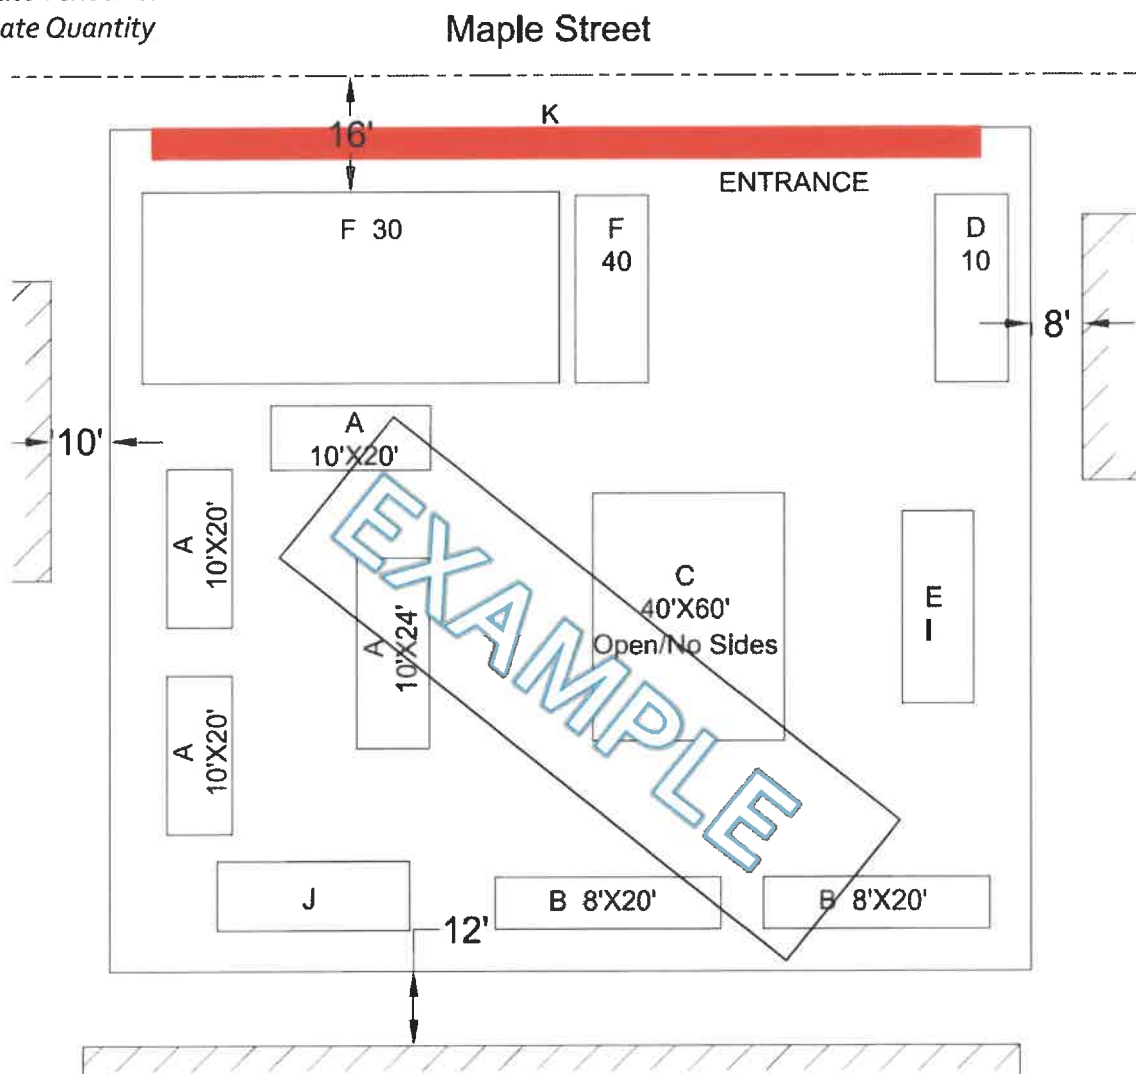 ate Quantity
Maple Street
K
16'
ENTRANCE
F 30
F
40
D
10
8'
10'
A
10'X20'
A
10'X20'
A
10'X24'
C
40'X60'
Open/No Sides
E
I
EXAMPLE
A
10'X20'
J
B 8'X20'
B 8'X20'
12'